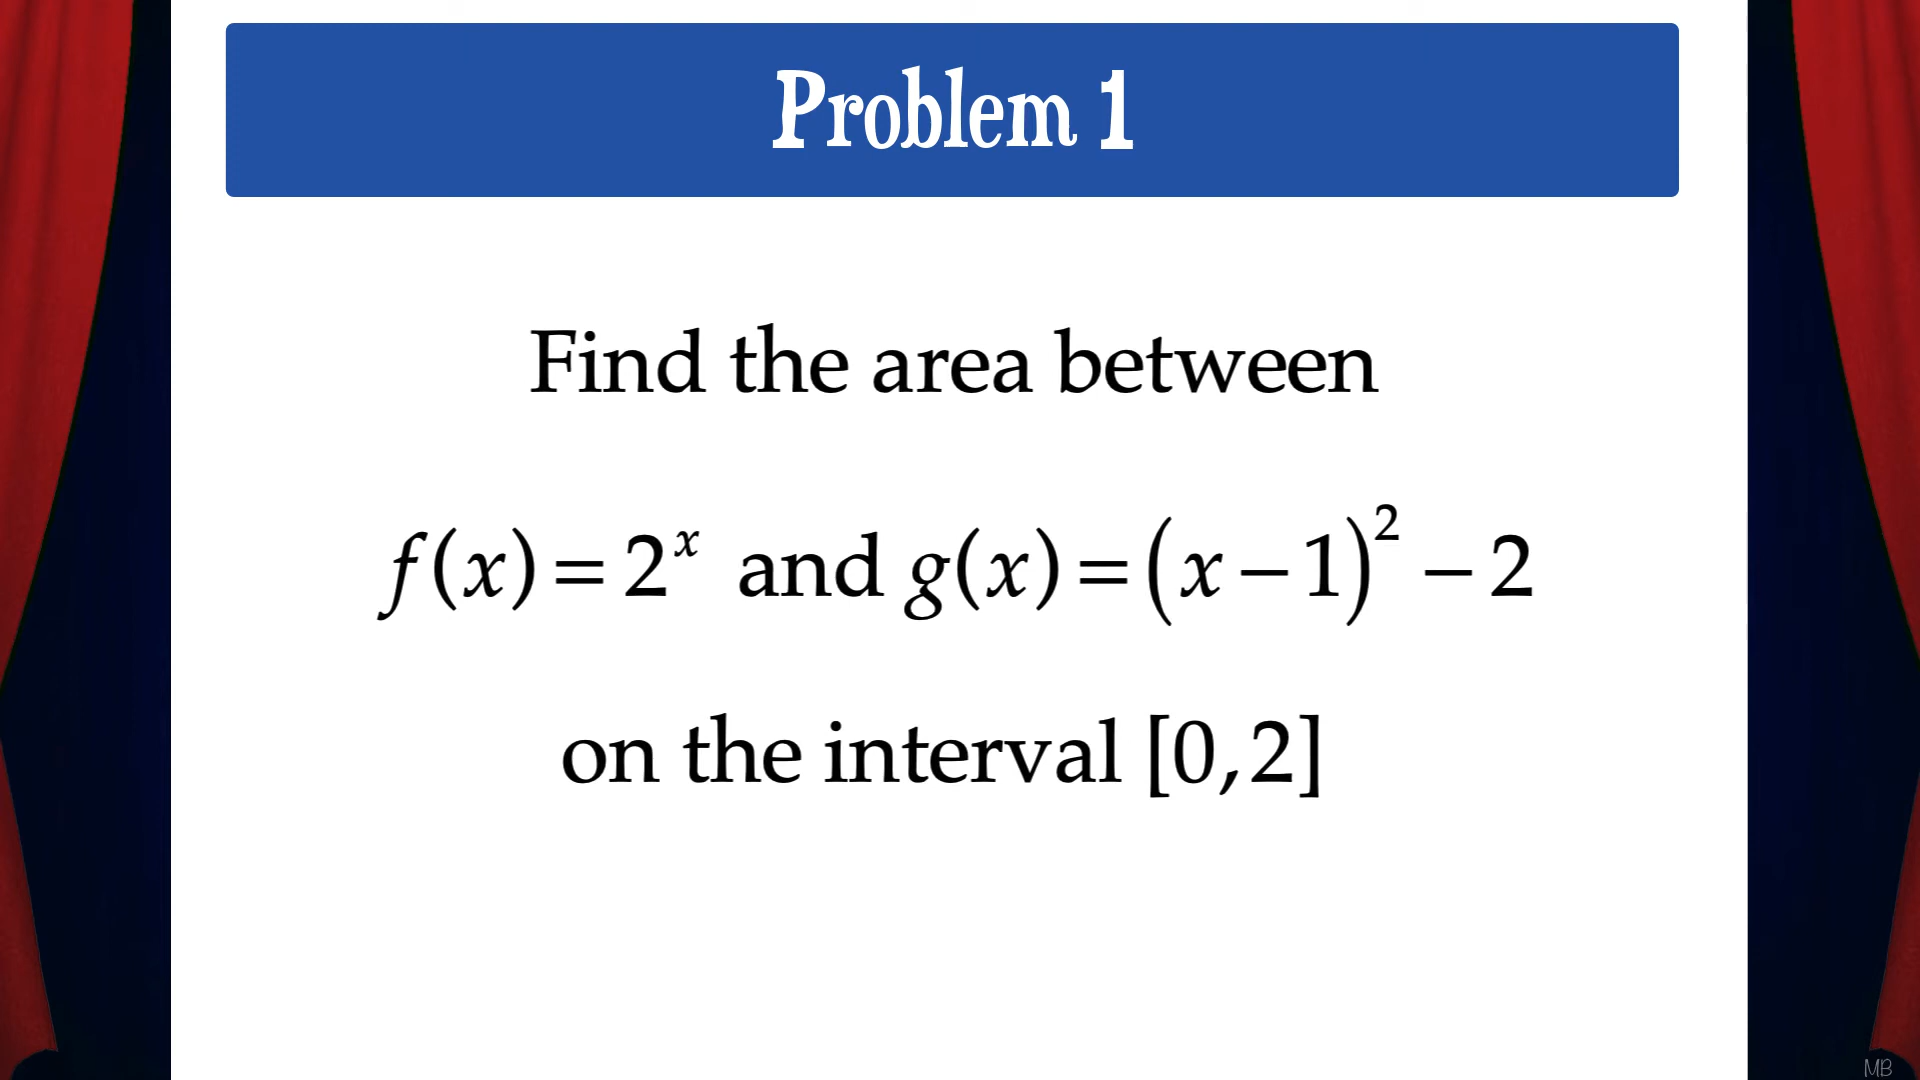 Problem 1
Find the area between
f(x)=2^x and g(x)=(x−1)^2−2
on the interval [0,2]
MB